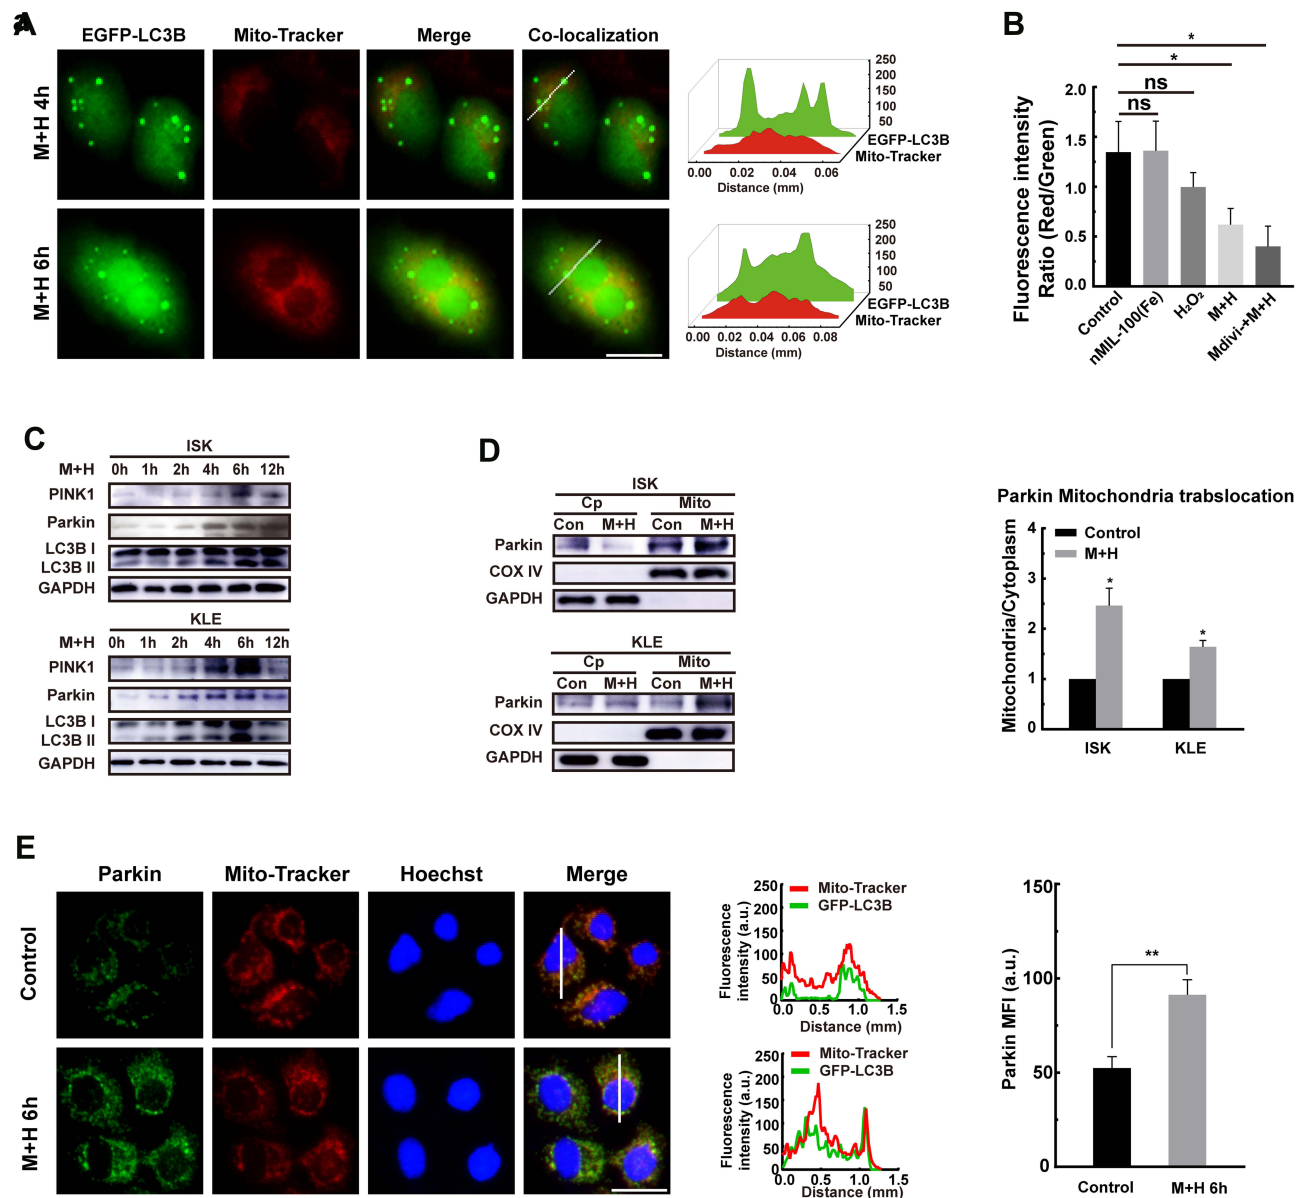 A
EGFP-LC3B Mito-Tracker Merge Co-localization
M+H 4h
250
200
150
100
50
EGFP-LC3B
Mito-Tracker
0.00 0.02 0.04 0.06
Distance (mm)
M+H 6h
250
200
150
100
50
EGFP-LC3B
Mito-Tracker
0.00 0.02 0.04 0.06 0.08
Distance (mm)
B
*
*
ns
ns
Fluorescence intensity
Ratio (Red/Green)
2.0
1.5
1.0
0.5
0.0
Control
nMIL-100(Fe)
H₂O₂
M+H
Mdivi-+M+H
C
ISK
M+H 0h 1h 2h 4h 6h 12h
PINK1
Parkin
LC3B I
LC3B II
GAPDH
KLE
M+H 0h 1h 2h 4h 6h 12h
PINK1
Parkin
LC3B I
LC3B II
GAPDH
D
ISK
Cp Mito
Con M+H Con M+H
Parkin
COX IV
GAPDH
KLE
Cp Mito
Con M+H Con M+H
Parkin
COX IV
GAPDH
Parkin Mitochondria trabslocation
Mitochondria/Cytoplasm
4
3
2
1
0
Control
M+H
*
*
ISK KLE
E
Parkin Mito-Tracker Hoechst Merge
Control
Fluorescence
intensity (a.u.)
250
200
150
100
50
0
Mito-Tracker
GFP-LC3B
0.0 0.5 1.0 1.5
Distance (mm)
M+H 6h
Fluorescence
intensity (a.u.)
250
200
150
100
50
0
Mito-Tracker
GFP-LC3B
0.0 0.5 1.0 1.5
Distance (mm)
Parkin MFI (a.u.)
150
100
50
0
**
Control M+H 6h